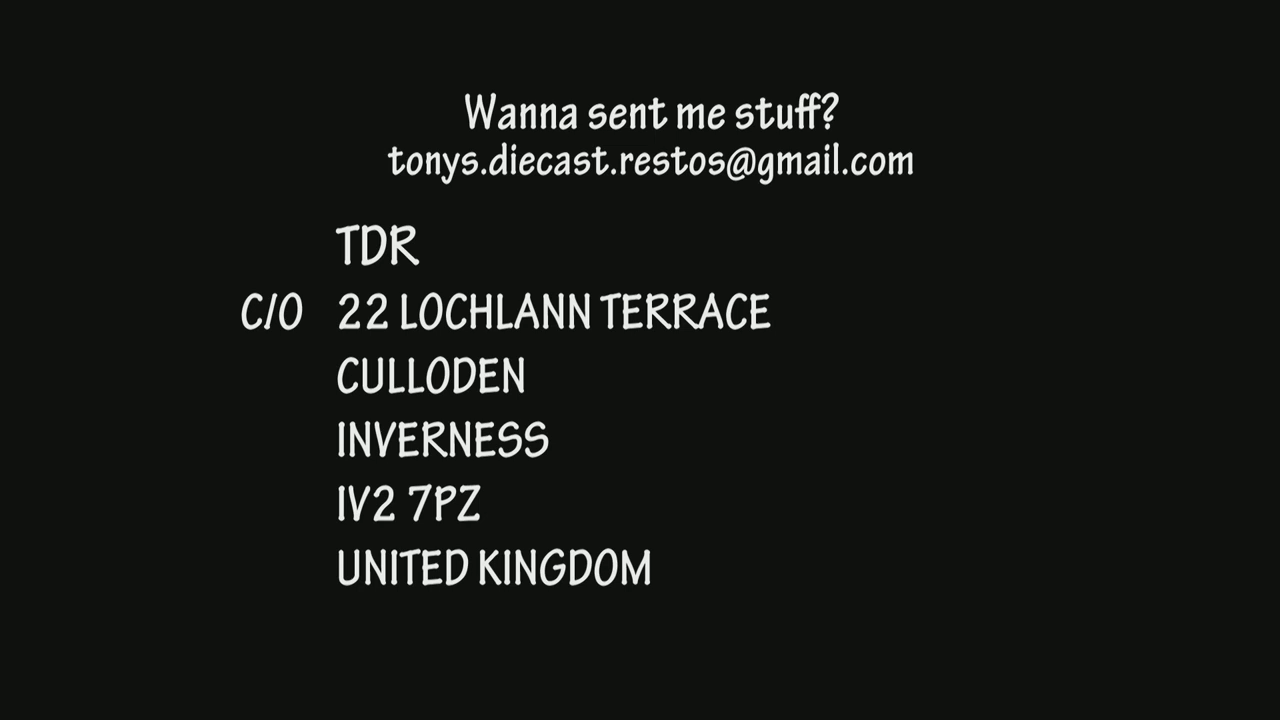 Wanna sent me stuff?
tonys.diecast.restos@gmail.com
TDR
C/O 22 LOCHLANN TERRACE
CULLODEN
INVERNESS
IV2 7PZ
UNITED KINGDOM